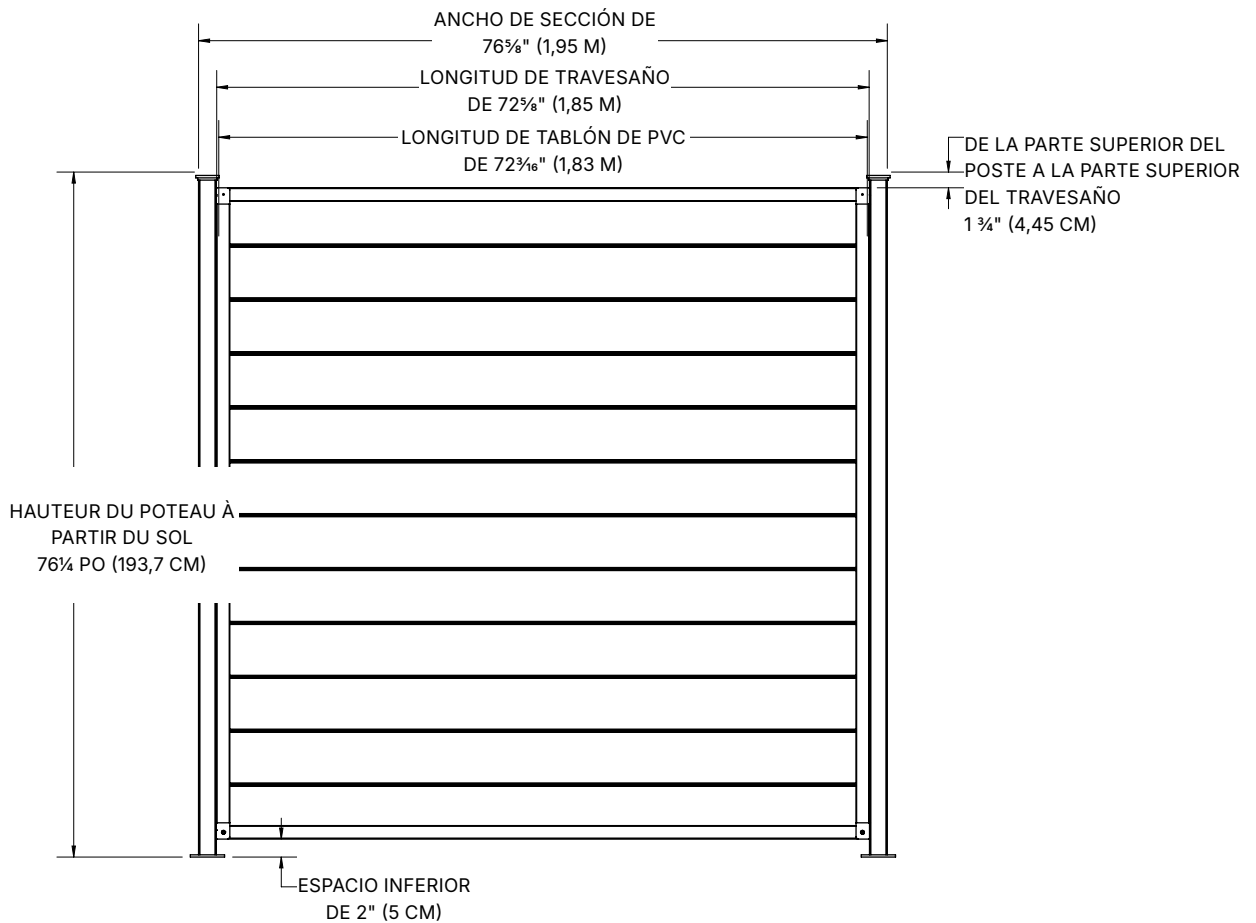 ANCHO DE SECCIÓN DE
76⅝" (1,95 M)
LONGITUD DE TRAVESAÑO
DE 72⅝" (1,85 M)
LONGITUD DE TABLÓN DE PVC
DE 72³⁄₁₆" (1,83 M)
DE LA PARTE SUPERIOR DEL
POSTE A LA PARTE SUPERIOR
DEL TRAVESAÑO
1 ¾" (4,45 CM)
HAUTEUR DU POTEAU À
PARTIR DU SOL
76¼ PO (193,7 CM)
ESPACIO INFERIOR
DE 2" (5 CM)